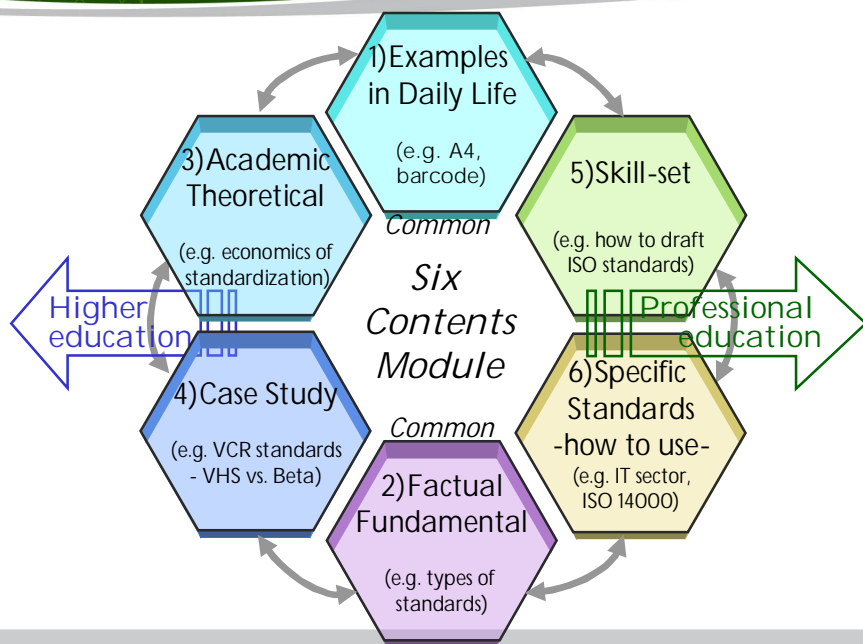 1)Examples
in Daily Life
(e.g. A4,
barcode)
Common
3)Academic
Theoretical
(e.g. economics of
standardization)
5)Skill-set
(e.g. how to draft
ISO standards)
Six
Contents
Module
Higher
education
Professional
education
4)Case Study
(e.g. VCR standards
- VHS vs. Beta)
6)Specific
Standards
-how to use-
(e.g. IT sector,
ISO 14000)
Common
2)Factual
Fundamental
(e.g. types of
standards)